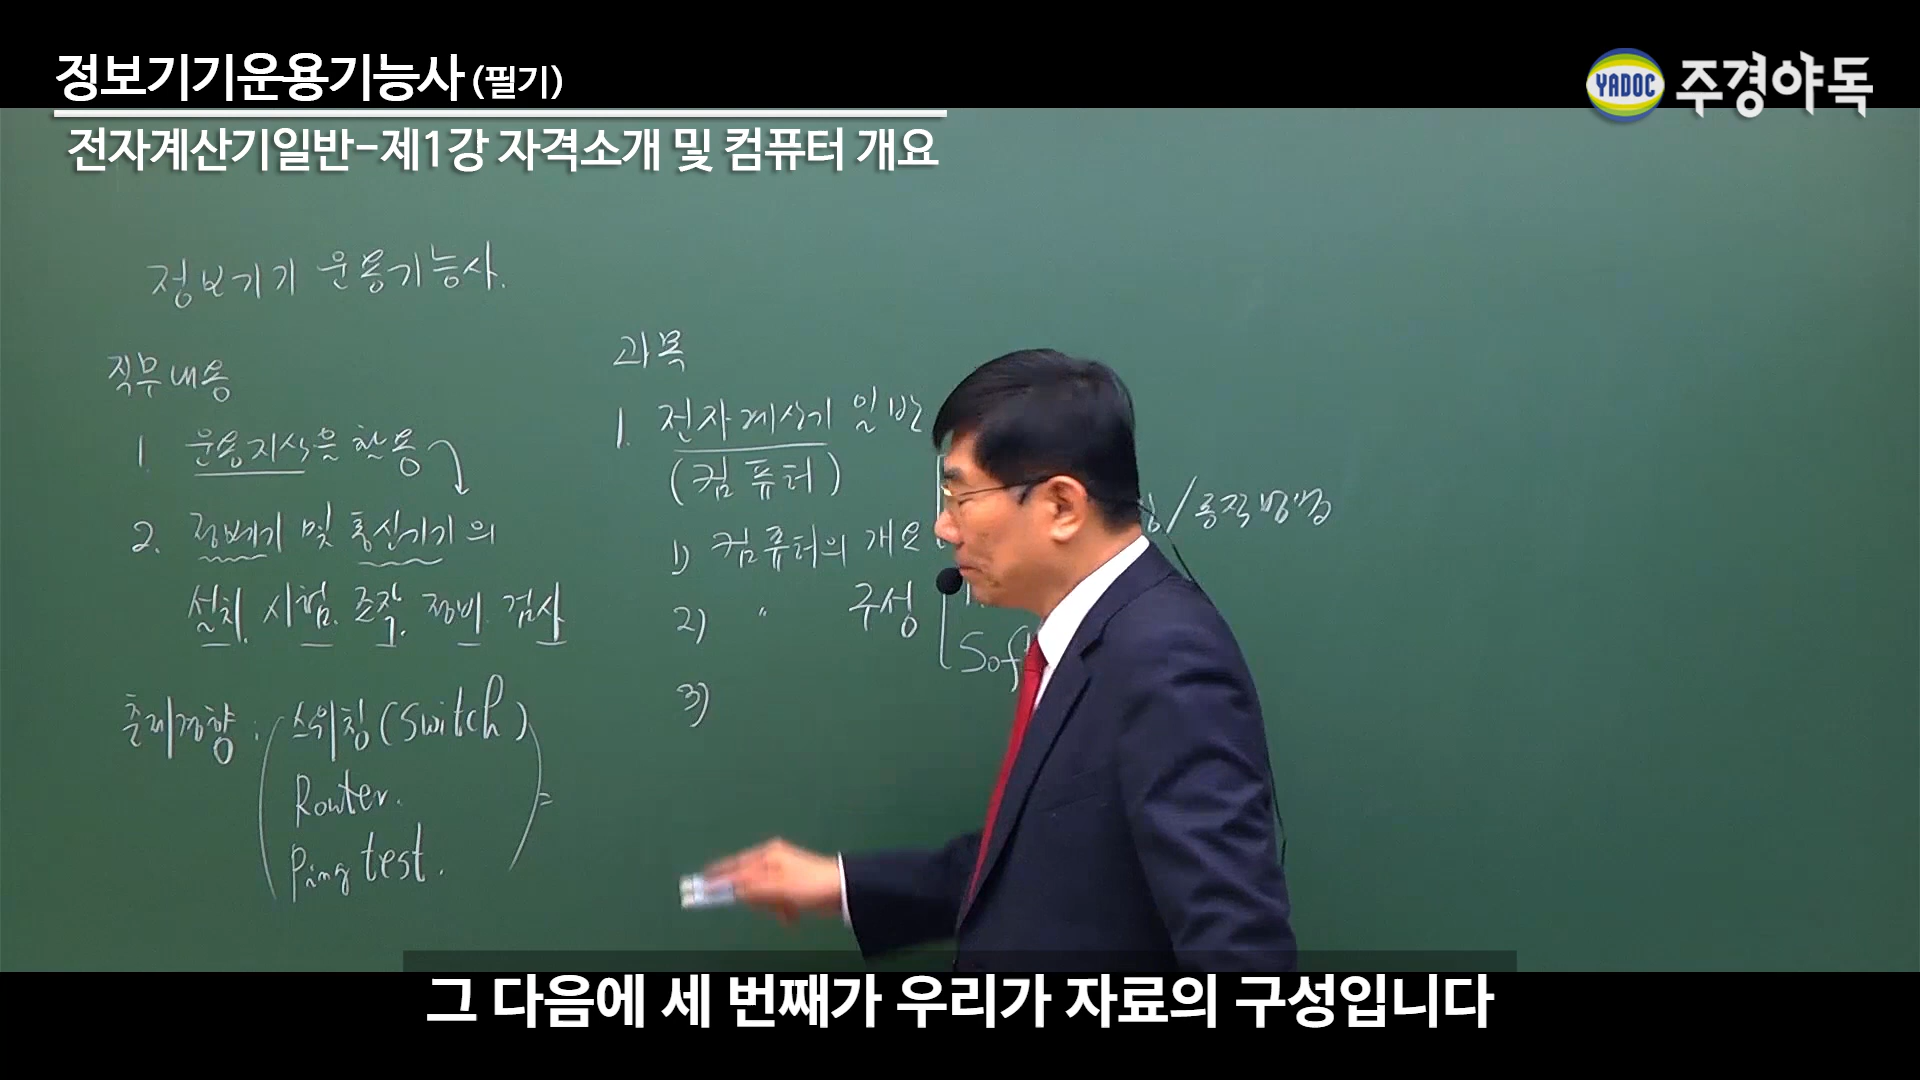 정보기기운용기능사 (필기)
YADOC 주경야독
전자계산기일반-제1강 자격소개 및 컴퓨터 개요
정보기기 운용기능사.
직무내용
1. 운용지식을 활용
2. 정보기기 및 통신기기의
설치. 시험. 조작. 정비. 검사
출제경향 : 스위칭 (Switch)
Router.
Ping test.
과목
1. 전자계산기 일반
(컴퓨터)
1) 컴퓨터의 개요
/동작방법
2) " 구성
Soft
3)
그 다음에 세 번째가 우리가 자료의 구성입니다